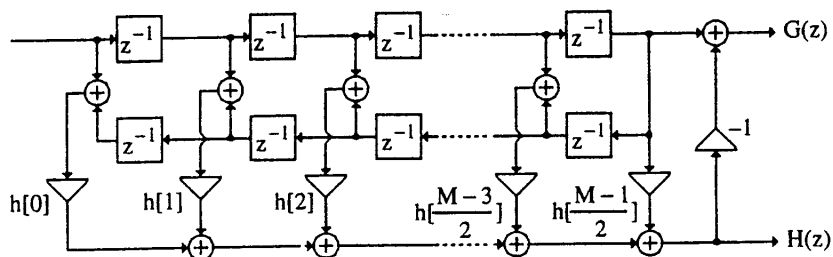 z⁻¹ z⁻¹ z⁻¹ z⁻¹ G(z)
z⁻¹ z⁻¹ z⁻¹ z⁻¹ −1
h[0] h[1] h[2] h[(M − 3)/2] h[(M − 1)/2]
H(z)